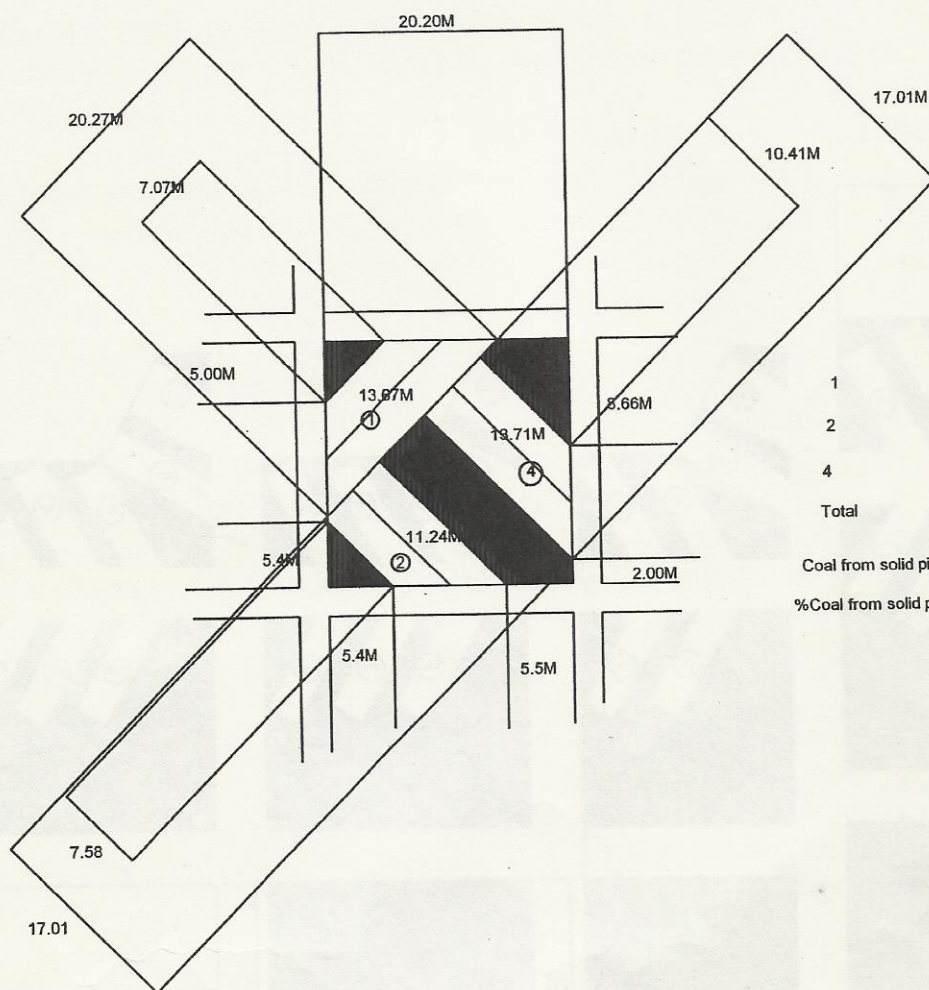 20.20M
20.27M
17.01M
10.41M
7.07M
5.00M
13.67M
8.66M
1
1
13.71M
4
2
4
Total
11.24M
5.4M
2
2.00M
Coal from solid pi
%Coal from solid p
5.4M
5.5M
7.58
17.01